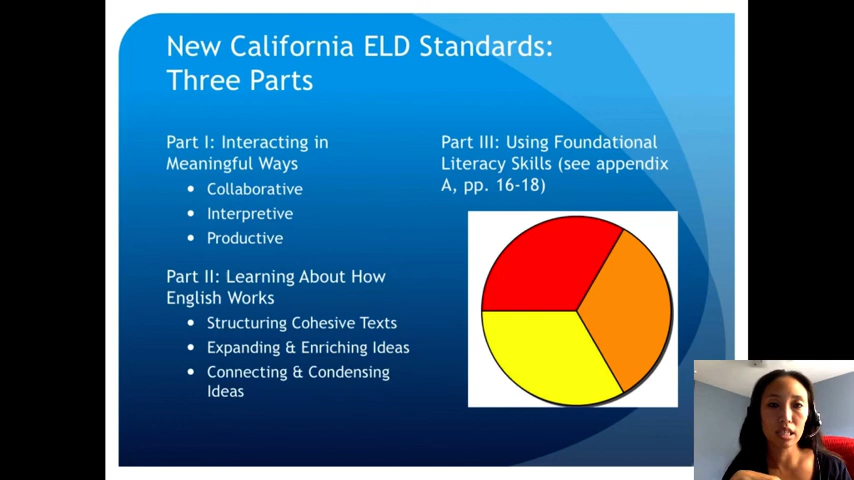 New California ELD Standards:
Three Parts
Part I: Interacting in
Meaningful Ways
• Collaborative
• Interpretive
• Productive
Part II: Learning About How
English Works
• Structuring Cohesive Texts
• Expanding & Enriching Ideas
• Connecting & Condensing
Ideas
Part III: Using Foundational
Literacy Skills (see appendix
A, pp. 16-18)